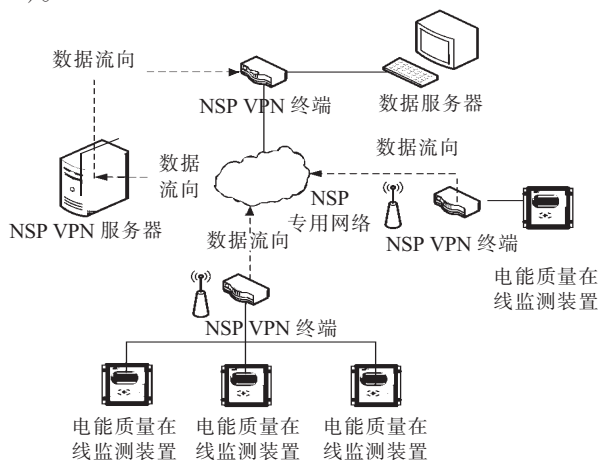 数据流向
NSP VPN 终端
数据服务器
数据
流向
数据流向
NSP
专用网络
NSP VPN 服务器
数据流向
NSP VPN 终端
电能质量在
线监测装置
NSP VPN 终端
电能质量在 电能质量在 电能质量在
线监测装置 线监测装置 线监测装置